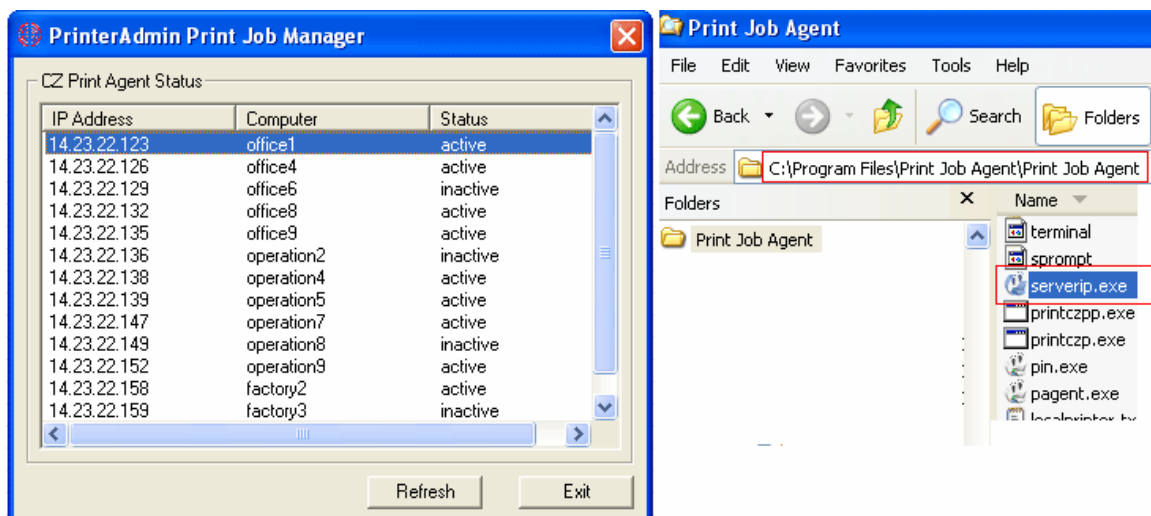 PrinterAdmin Print Job Manager
CZ Print Agent Status
IP Address Computer Status
14.23.22.123 office1 active
14.23.22.126 office4 active
14.23.22.129 office6 inactive
14.23.22.132 office8 active
14.23.22.135 office9 active
14.23.22.136 operation2 inactive
14.23.22.138 operation4 active
14.23.22.139 operation5 active
14.23.22.147 operation7 active
14.23.22.149 operation8 inactive
14.23.22.152 operation9 active
14.23.22.158 factory2 active
14.23.22.159 factory3 inactive
Refresh Exit
Print Job Agent
File Edit View Favorites Tools Help
Back Search Folders
Address C:\Program Files\Print Job Agent\Print Job Agent
Folders
Print Job Agent
Name
terminal
sprompt
serverip.exe
printczpp.exe
printczp.exe
pin.exe
pagent.exe